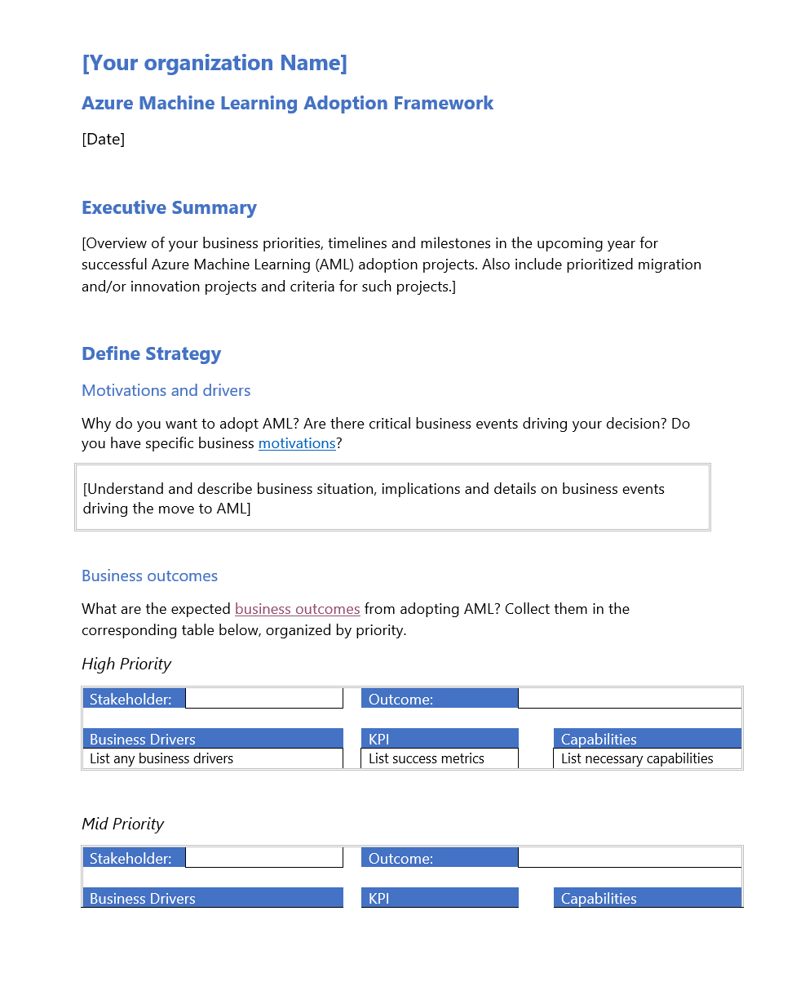 [Your organization Name]
Azure Machine Learning Adoption Framework
[Date]
Executive Summary
[Overview of your business priorities, timelines and milestones in the upcoming year for
successful Azure Machine Learning (AML) adoption projects. Also include prioritized migration
and/or innovation projects and criteria for such projects.]
Define Strategy
Motivations and drivers
Why do you want to adopt AML? Are there critical business events driving your decision? Do
you have specific business motivations?
[Understand and describe business situation, implications and details on business events
driving the move to AML]
Business outcomes
What are the expected business outcomes from adopting AML? Collect them in the
corresponding table below, organized by priority.
High Priority
Stakeholder: Outcome:
Business Drivers KPI Capabilities
List any business drivers List success metrics List necessary capabilities
Mid Priority
Stakeholder: Outcome:
Business Drivers KPI Capabilities